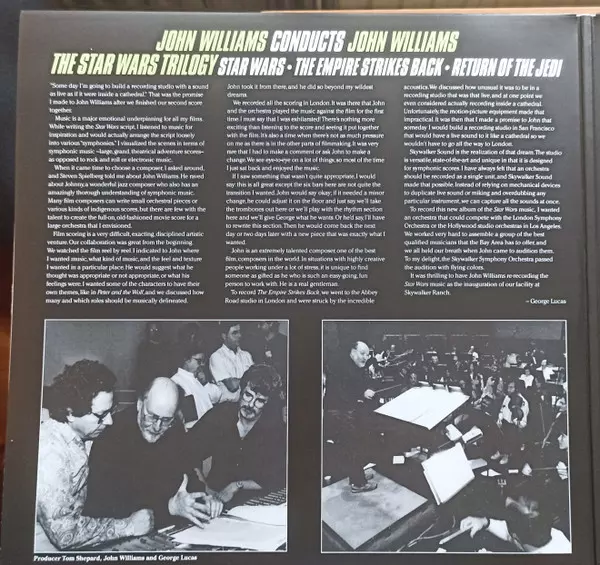 JOHN WILLIAMS CONDUCTS JOHN WILLIAMS
THE STAR WARS TRILOGY STAR WARS • THE EMPIRE STRIKES BACK • RETURN OF THE JEDI
"Some day I'm going to build a recording studio with a sound
as live as if it were inside a cathedral." That was the promise
I made to John Williams after we finished our second score
together.
Music is a major emotional underpinning for all my films.
While writing the Star Wars script, I listened to music for
inspiration and would actually arrange the script loosely
into various "symphonies." I visualized the scenes in terms of
symphonic music–large, grand, theatrical adventure scores–
as opposed to rock and roll or electronic music.
When it came time to choose a composer, I asked around,
and Steven Spielberg told me about John Williams. He raved
about Johnny, a wonderful jazz composer who also has an
amazingly thorough understanding of symphonic music.
Many film composers can write small orchestral pieces or
various kinds of indigenous scores, but there are few with the
talent to create the full-on, old-fashioned movie score for a
large orchestra that I envisioned.
Film scoring is a very difficult, exacting, disciplined artistic
venture. Our collaboration was great from the beginning.
We watched the film reel by reel. I indicated to John where
I wanted music, what kind of music, and the feel and texture
I wanted in a particular place. He would suggest what he
thought was appropriate or not appropriate, or what his
feelings were. I wanted some of the characters to have their
own themes, like in Peter and the Wolf, and we discussed how
many and which roles should be musically delineated.
John took it from there, and he did so beyond my wildest
dreams.
We recorded all the scoring in London. It was there that John
and the orchestra played the music against the film for the first
time. I must say that I was exhilarated! There's nothing more
exciting than listening to the score and seeing it put together
with the film. It's also a time when there's not as much pressure
on me as there is in the other parts of filmmaking. It was very
rare that I had to make a comment or ask John to make a
change. We see eye-to-eye on a lot of things, so most of the time
I just sat back and enjoyed the music.
If I saw something that wasn't quite appropriate, I would
say: this is all great except the six bars here are not quite the
transition I wanted. John would say okay; if it needed a minor
change, he could adjust it on the floor and just say we'll take
the trombones out here or we'll play with the rhythm section
here and we'll give George what he wants. Or he'd say, I'll have
to rewrite this section. Then he would come back the next
day or two days later with a new piece that was exactly what I
wanted.
John is an extremely talented composer, one of the best
film composers in the world. In situations with highly creative
people working under a lot of stress, it is unique to find
someone as gifted as he who is such an easy-going, fun
person to work with. He is a real gentleman.
To record The Empire Strikes Back, we went to the Abbey
Road studio in London and were struck by the incredible
acoustics. We discussed how unusual it was to be in a
recording studio that was that live, and at one point we
even considered actually recording inside a cathedral.
Unfortunately, the motion-picture equipment made that
impractical. It was then that I made a promise to John that
someday I would build a recording studio in San Francisco
that would have a live sound to it like a cathedral so we
wouldn't have to go all the way to London.
Skywalker Sound is the realization of that dream. The studio
is versatile, state-of-the-art and unique in that it is designed
for symphonic scores. I have always felt that an orchestra
should be recorded as a single unit, and Skywalker Sound
made that possible. Instead of relying on mechanical devices
to duplicate live sound or miking and overdubbing any
particular instrument, we can capture all the sounds at once.
To record this new album of the Star Wars music, I wanted
an orchestra that could compete with the London Symphony
Orchestra or the Hollywood studio orchestras in Los Angeles.
We worked very hard to assemble a group of the best
qualified musicians that the Bay Area has to offer, and
we all held our breath when John came to audition them.
To my delight, the Skywalker Symphony Orchestra passed
the audition with flying colors.
It was thrilling to have John Williams re-recording the
Star Wars music as the inauguration of our facility at
Skywalker Ranch.
– George Lucas
Producer Tom Shepard, John Williams and George Lucas